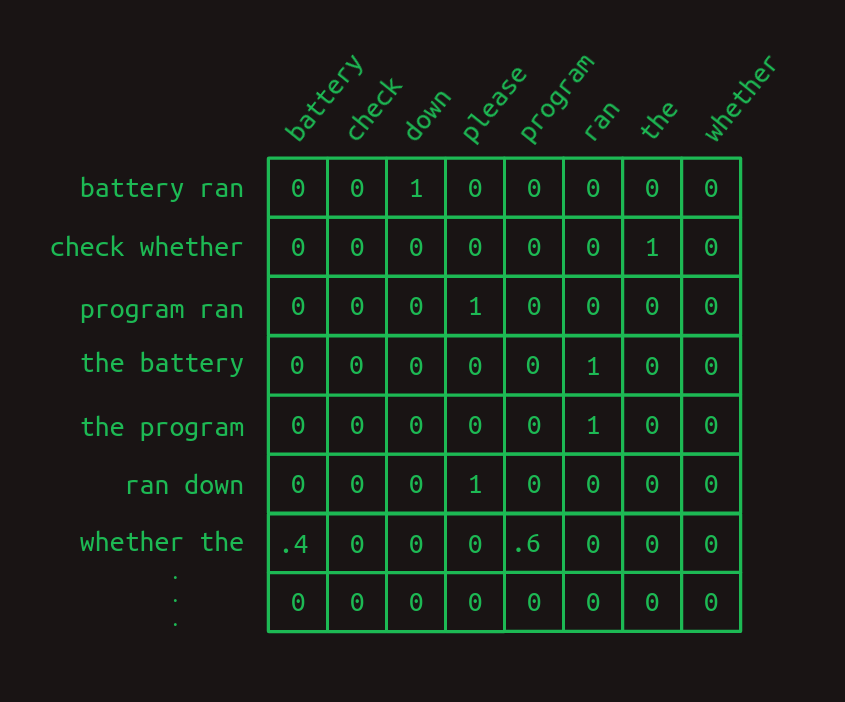 battery check down please program ran the whether
battery ran 0 0 1 0 0 0 0 0
check whether 0 0 0 0 0 0 1 0
program ran 0 0 0 1 0 0 0 0
the battery 0 0 0 0 0 1 0 0
the program 0 0 0 0 0 1 0 0
ran down 0 0 0 1 0 0 0 0
whether the .4 0 0 0 .6 0 0 0
.
.
.
0 0 0 0 0 0 0 0